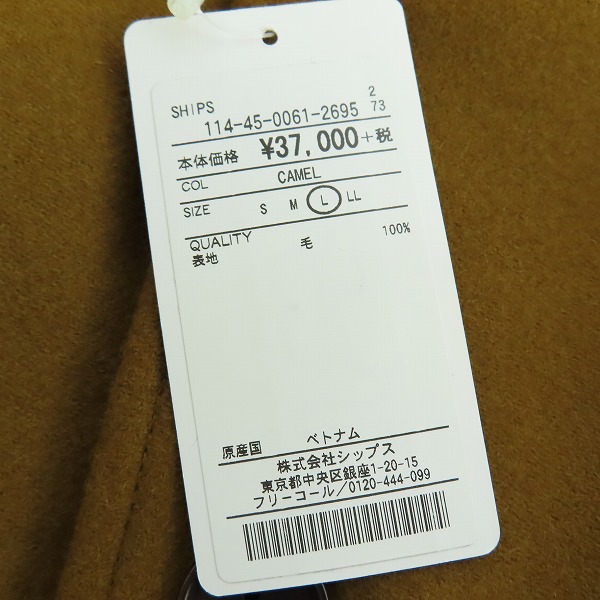 SHIPS
114-45-0061-2695 2 73
本体価格 ¥37,000+税
COL CAMEL
SIZE S M L LL
QUALITY
表地 毛 100%
原産国 ベトナム
株式会社シップス
東京都中央区銀座1-20-15
フリーコール/0120-444-099